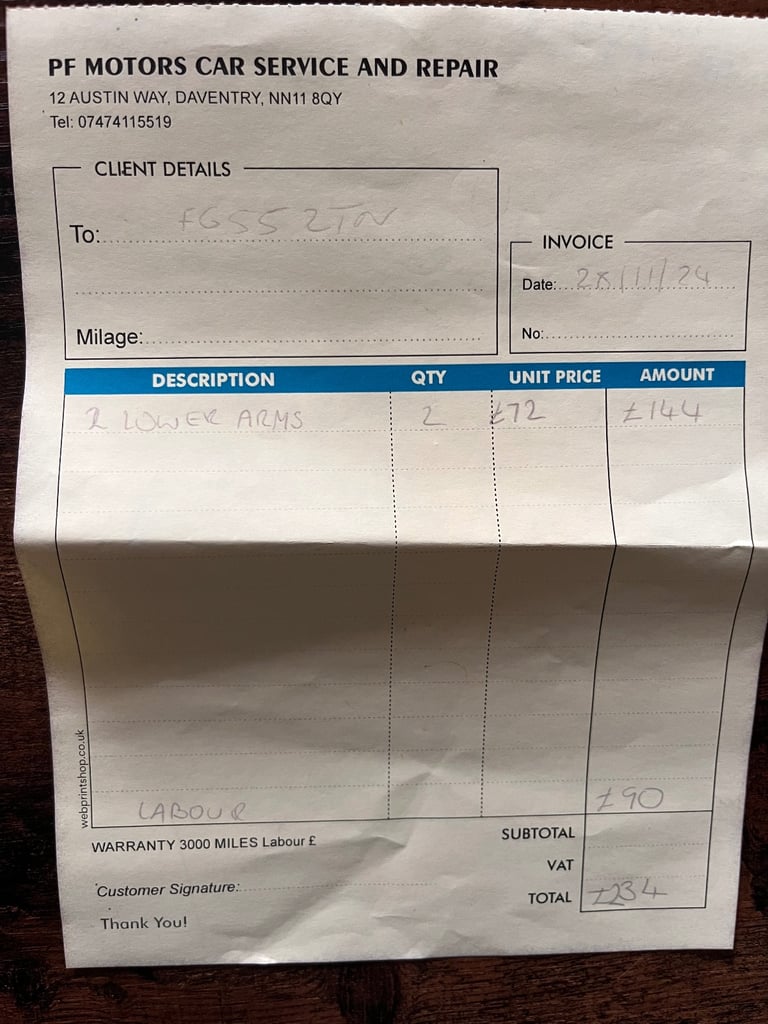 PF MOTORS CAR SERVICE AND REPAIR
12 AUSTIN WAY, DAVENTRY, NN11 8QY
Tel: 07474115519
CLIENT DETAILS
To: FG55 2TN
INVOICE
Date: 28/11/24
No:
Milage:
DESCRIPTION QTY UNIT PRICE AMOUNT
2 LOWER ARMS 2 £72 £144
LABOUR £90
webprintshop.co.uk
WARRANTY 3000 MILES Labour £
SUBTOTAL
VAT
Customer Signature:
TOTAL £234
Thank You!